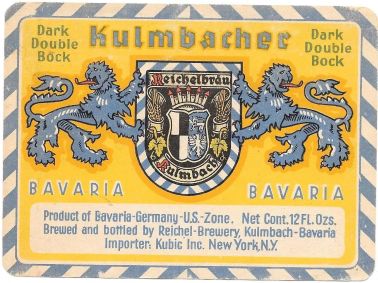 Dark
Double
Bock
Kulmbacher
Dark
Double
Bock
Reichelbräu
Kulmbach
BAVARIA
BAVARIA
Product of Bavaria-Germany-U.S.-Zone. Net Cont. 12 FL. Ozs.
Brewed and bottled by Reichel-Brewery, Kulmbach-Bavaria
Importer: Kubic Inc. New York, N.Y.